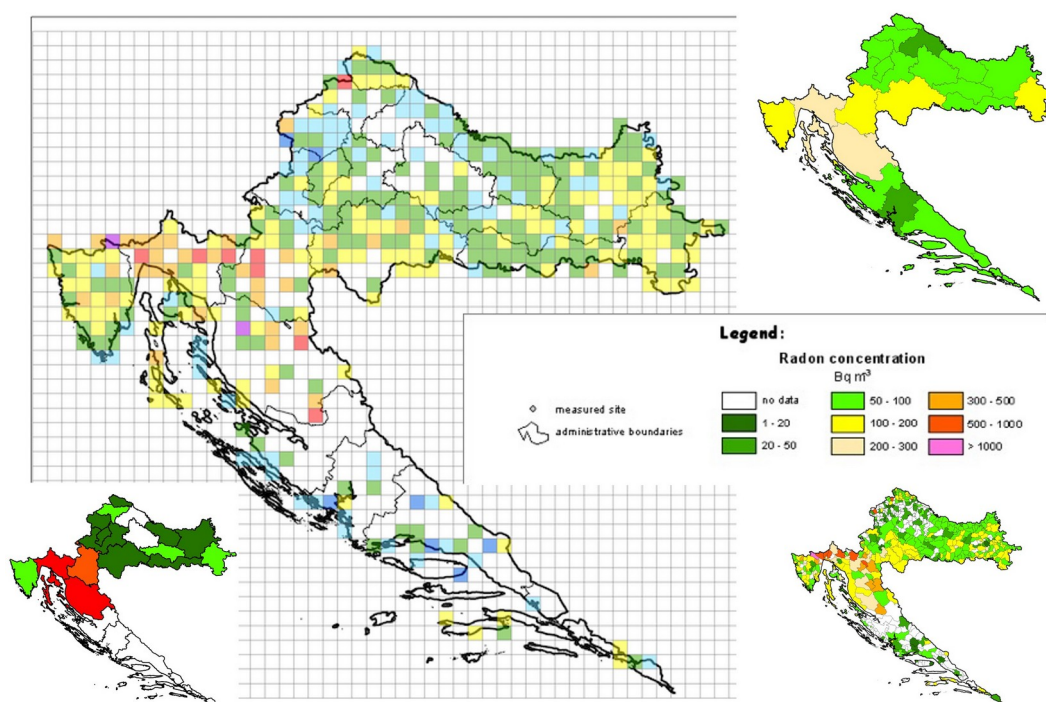 Legend:
Radon concentration
Bq m³
measured site
administrative boundaries
no data
1 - 20
20 - 50
50 - 100
100 - 200
200 - 300
300 - 500
500 - 1000
> 1000